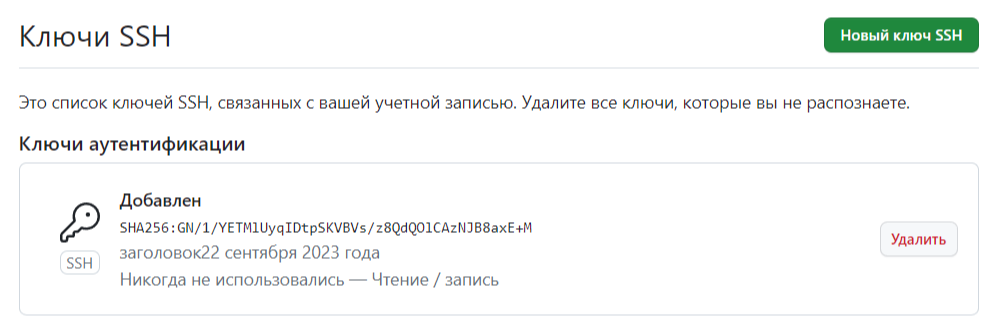 Ключи SSH
Новый ключ SSH
Это список ключей SSH, связанных с вашей учетной записью. Удалите все ключи, которые вы не распознаете.
Ключи аутентификации
Добавлен
SHA256:GN/1/YETMlUyqIDtpSKVBVs/z8QdQOlCAzNJB8axE+M
заголовок22 сентября 2023 года
Никогда не использовались — Чтение / запись
SSH
Удалить